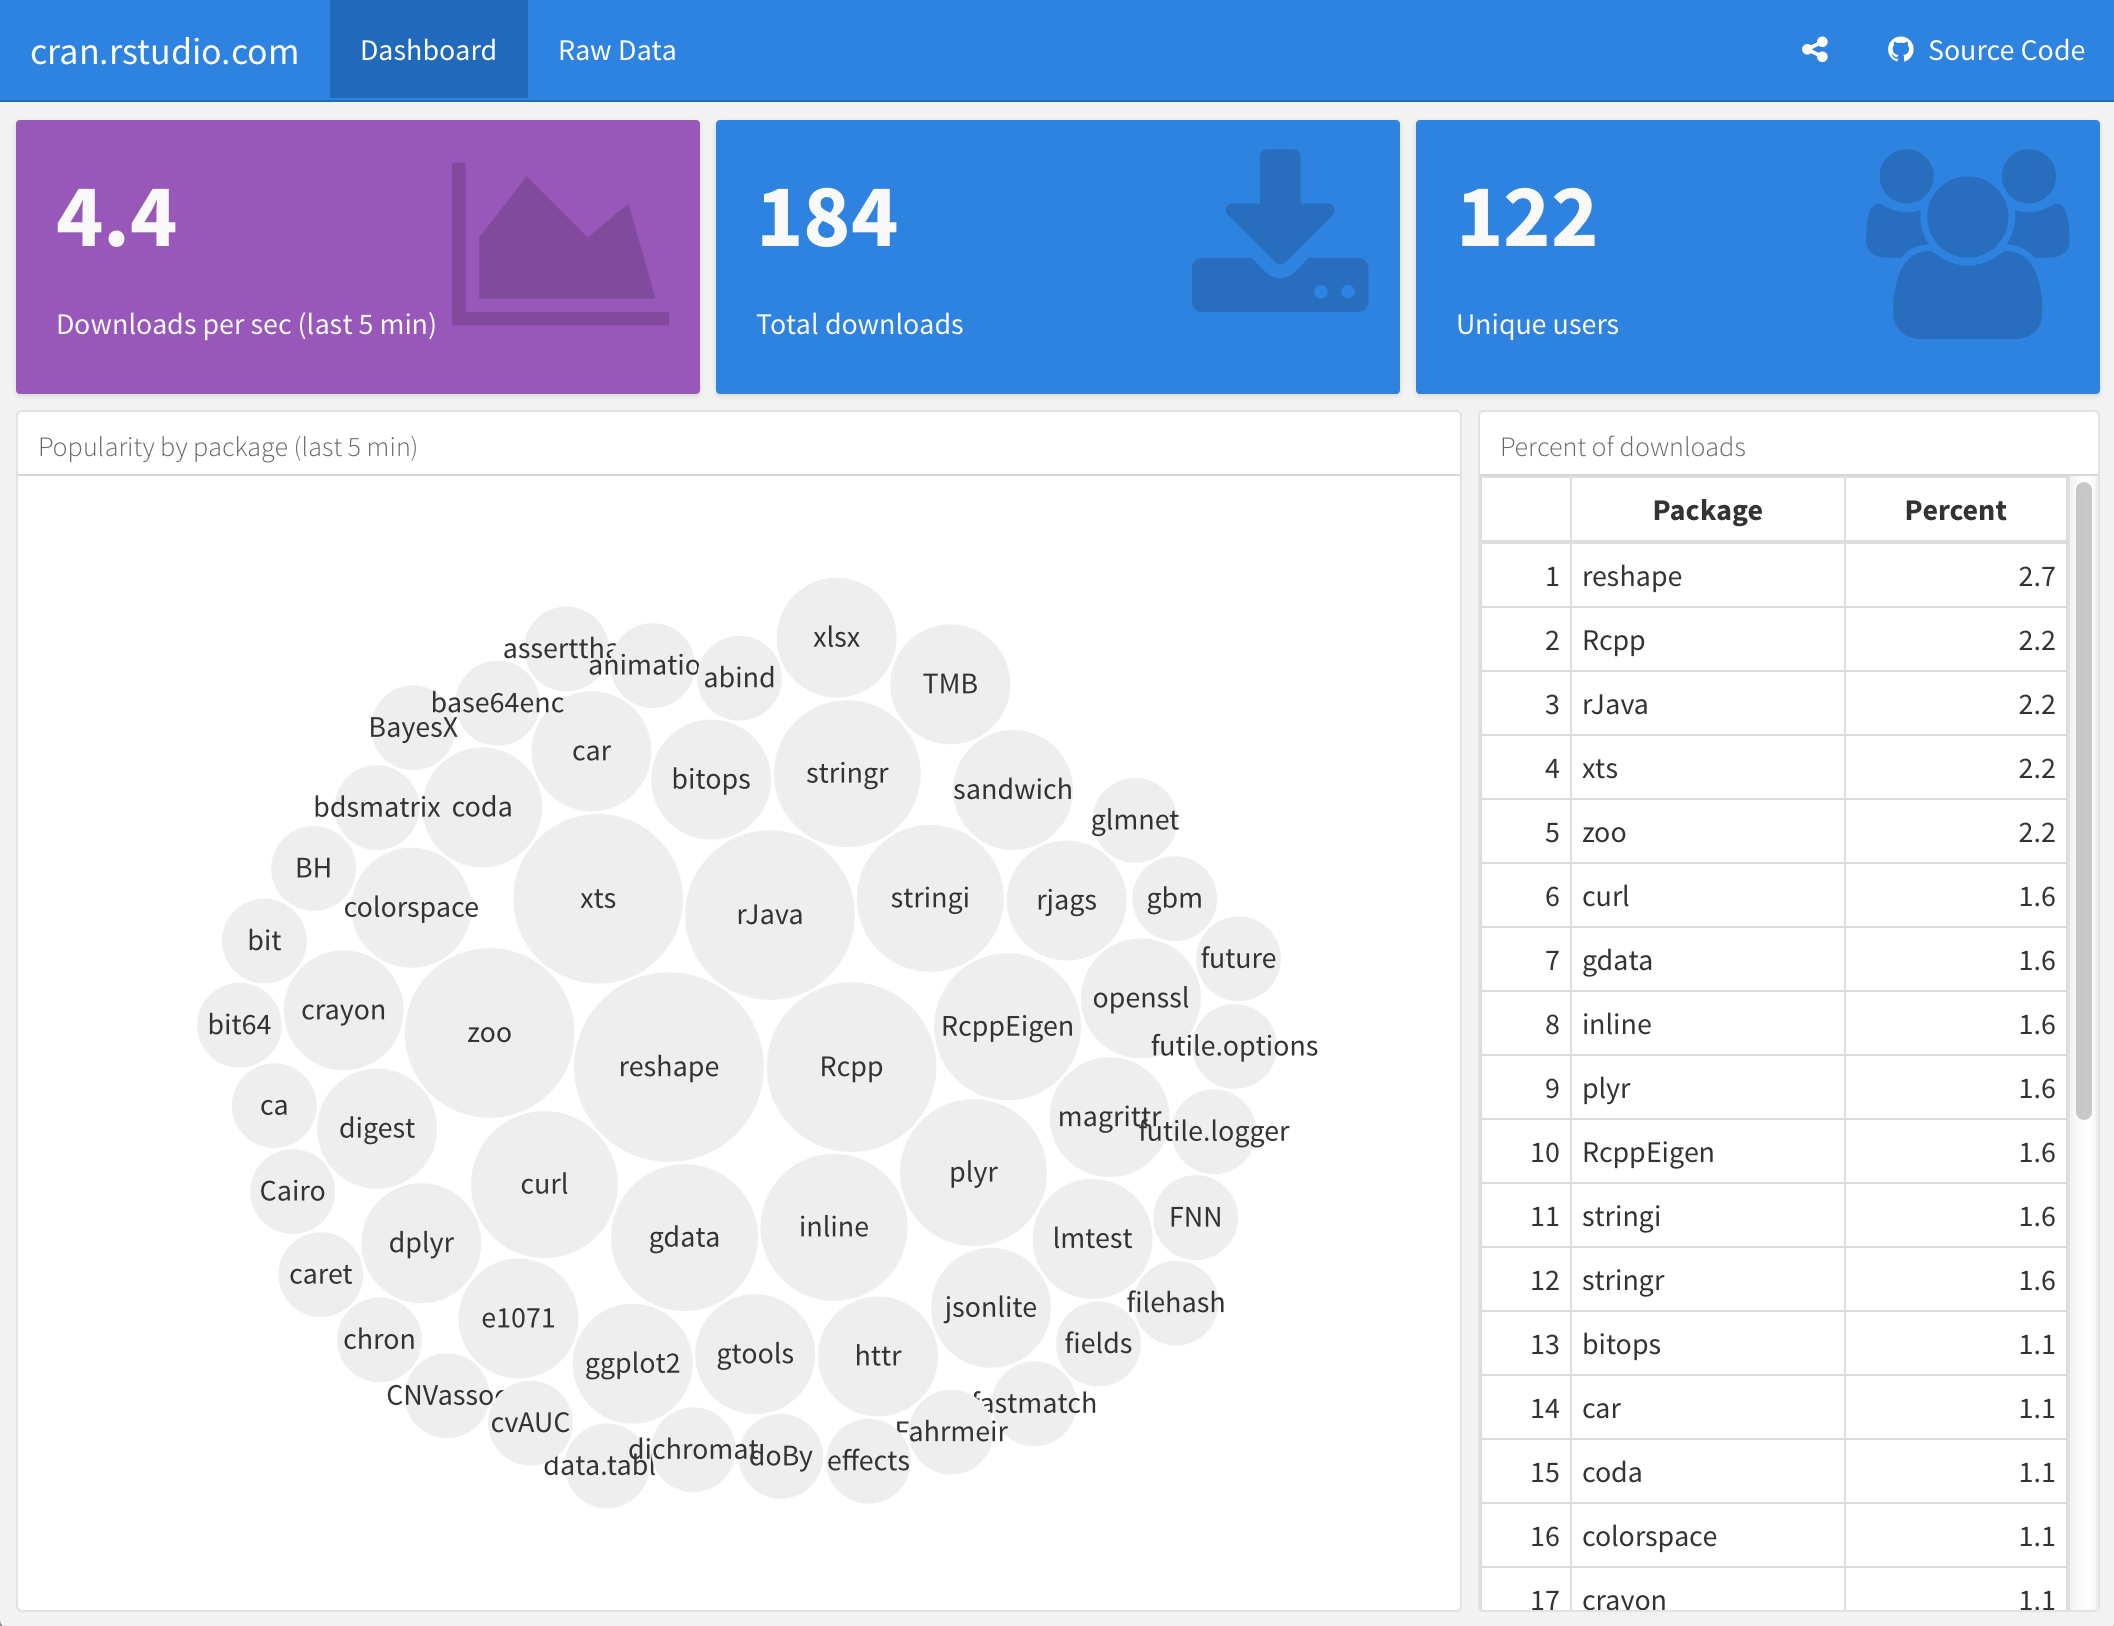 cran.rstudio.com Dashboard Raw Data Source Code
4.4
Downloads per sec (last 5 min)
184
Total downloads
122
Unique users
Popularity by package (last 5 min)
xlsx
asserttha
animatio
abind
TMB
base64enc
BayesX
car
stringr
bitops
sandwich
bdsmatrix
coda
glmnet
BH
xts
stringi
gbm
rjags
colorspace
rJava
bit
future
openssl
crayon
bit64
RcppEigen
zoo
futile.options
reshape
Rcpp
ca
magrittr
digest
futile.logger
plyr
curl
Cairo
FNN
inline
gdata
lmtest
dplyr
caret
filehash
jsonlite
e1071
chron
fields
gtools
httr
ggplot2
CNVassoc
fastmatch
cvAUC
Fahrmeir
dichromat
doBy
effects
data.tabl
Percent of downloads
Package Percent
1 reshape 2.7
2 Rcpp 2.2
3 rJava 2.2
4 xts 2.2
5 zoo 2.2
6 curl 1.6
7 gdata 1.6
8 inline 1.6
9 plyr 1.6
10 RcppEigen 1.6
11 stringi 1.6
12 stringr 1.6
13 bitops 1.1
14 car 1.1
15 coda 1.1
16 colorspace 1.1
17 crayon 1.1